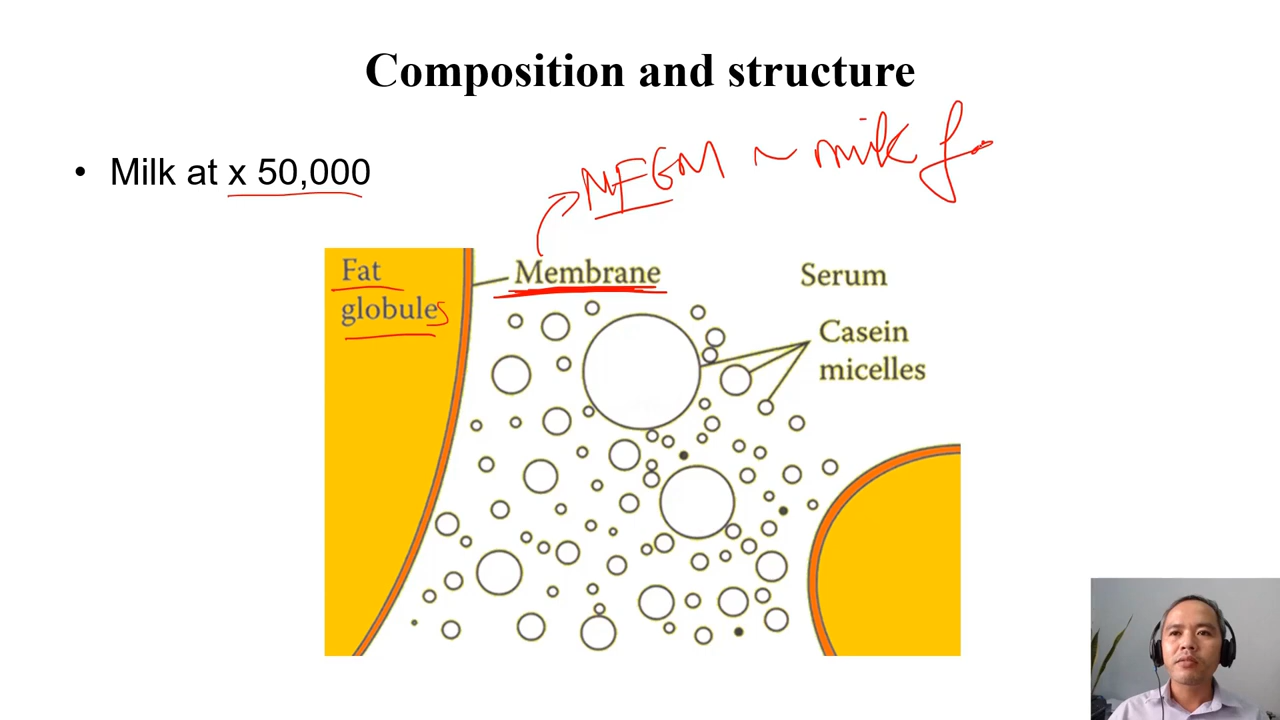 Composition and structure
• Milk at x 50,000
MFGM ~ milk f
Fat
globules
Membrane
Serum
Casein
micelles